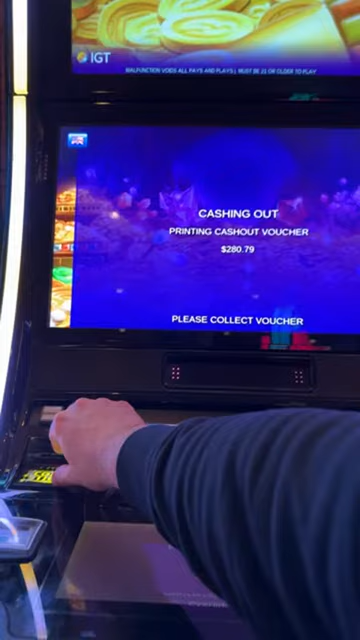 IGT
MALFUNCTION VOIDS ALL PAYS AND PLAYS | MUST BE 21 OR OLDER TO PLAY
CASHING OUT
PRINTING CASHOUT VOUCHER
$280.79
PLEASE COLLECT VOUCHER